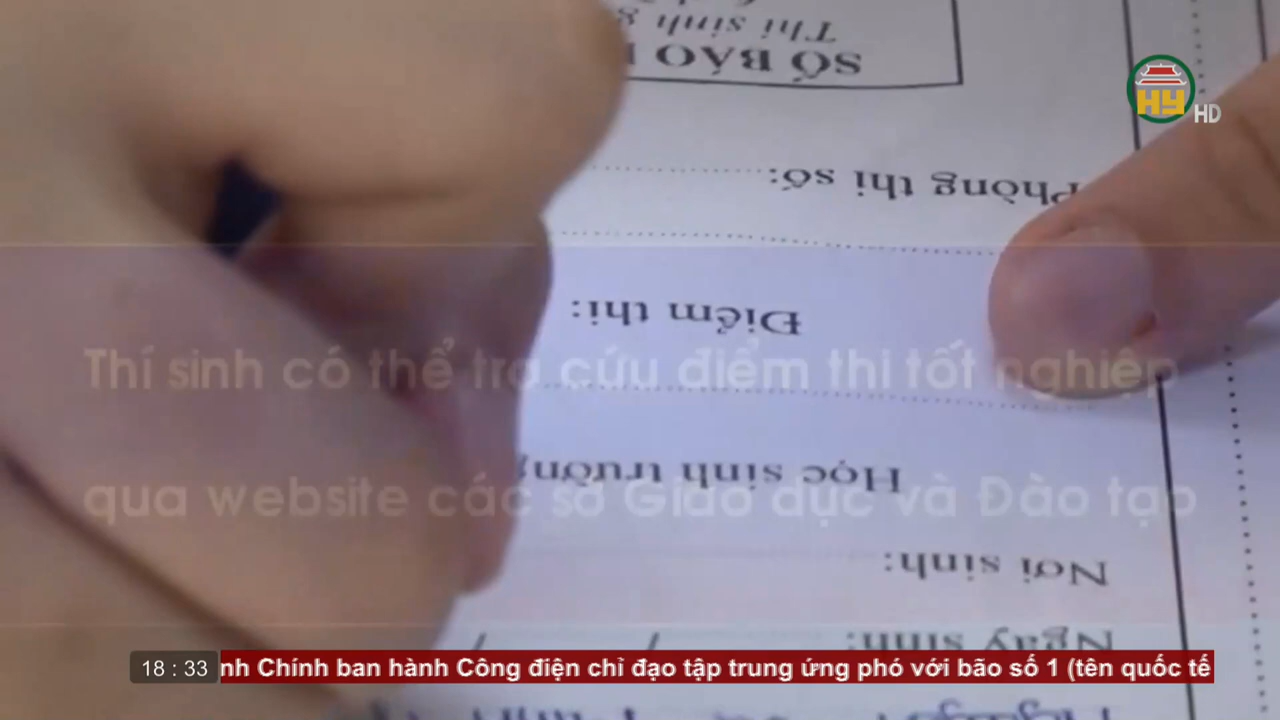 HY
HD
Thí sinh
SỐ BÁO
Phòng thi số:
Điểm thi:
Thí sinh có thể tra cứu điểm thi tốt nghiệp
Học sinh trường
qua website các sở Giáo dục và Đào tạo
Nơi sinh:
Ngày sinh:
18 : 33
nh Chính ban hành Công điện chỉ đạo tập trung ứng phó với bão số 1 (tên quốc tế